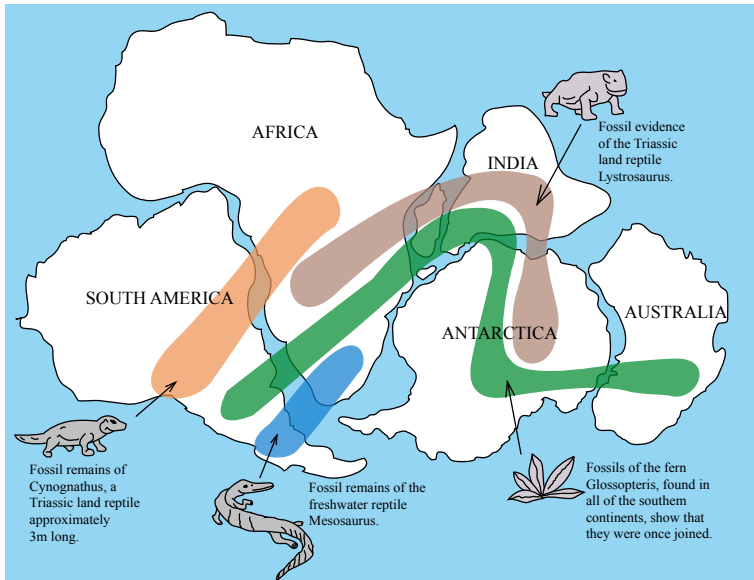 AFRICA
INDIA
Fossil evidence
of the Triassic
land reptile
Lystrosaurus.
SOUTH AMERICA
ANTARCTICA
AUSTRALIA
Fossil remains of
Cynognathus, a
Triassic land reptile
approximately
3m long.
Fossil remains of the
freshwater reptile
Mesosaurus.
Fossils of the fern
Glossopteris, found in
all of the southem
continents, show that
they were once joined.